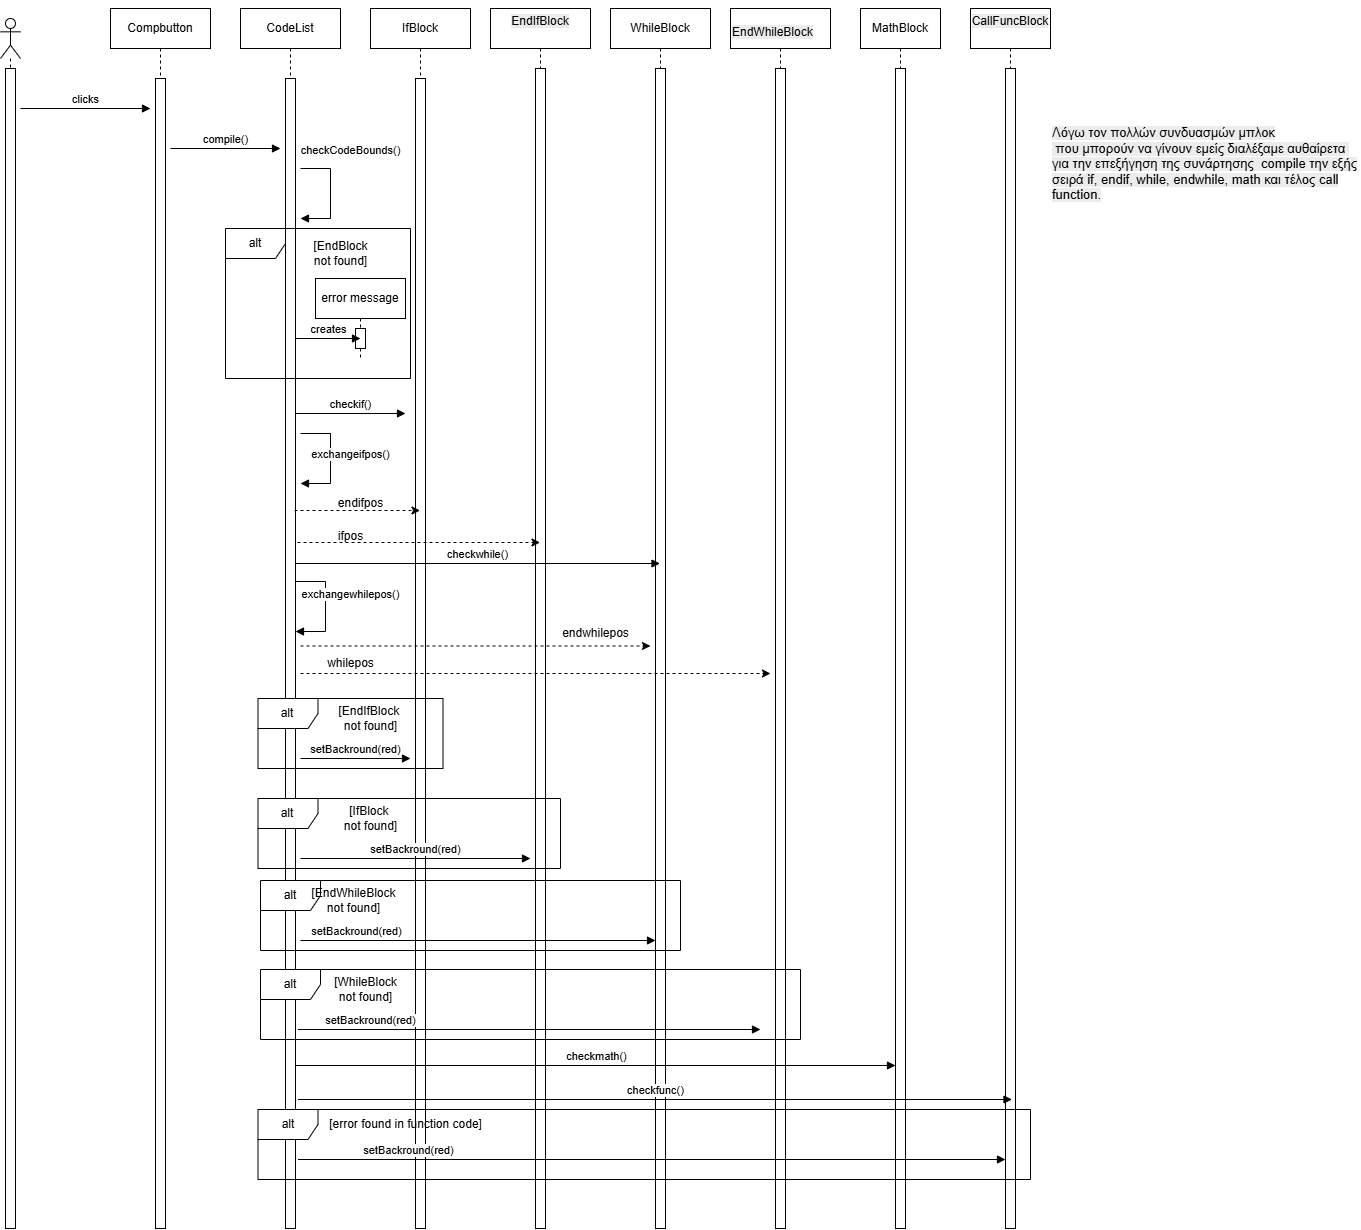 Compbutton
CodeList
IfBlock
EndIfBlock
WhileBlock
EndWhileBlock
MathBlock
CallFuncBlock
clicks
compile()
checkCodeBounds()
Λόγω τον πολλών συνδυασμών μπλοκ
που μπορούν να γίνουν εμείς διαλέξαμε αυθαίρετα
για την επεξήγηση της συνάρτησης compile την εξής
σειρά if, endif, while, endwhile, math και τέλος call
function.
alt
[EndBlock
not found]
error message
creates
checkif()
exchangeifpos()
endifpos
ifpos
checkwhile()
exchangewhilepos()
endwhilepos
whilepos
alt
[EndIfBlock
not found]
setBackround(red)
alt
[IfBlock
not found]
setBackround(red)
alt
[EndWhileBlock
not found]
setBackround(red)
alt
[WhileBlock
not found]
setBackround(red)
checkmath()
checkfunc()
alt
[error found in function code]
setBackround(red)